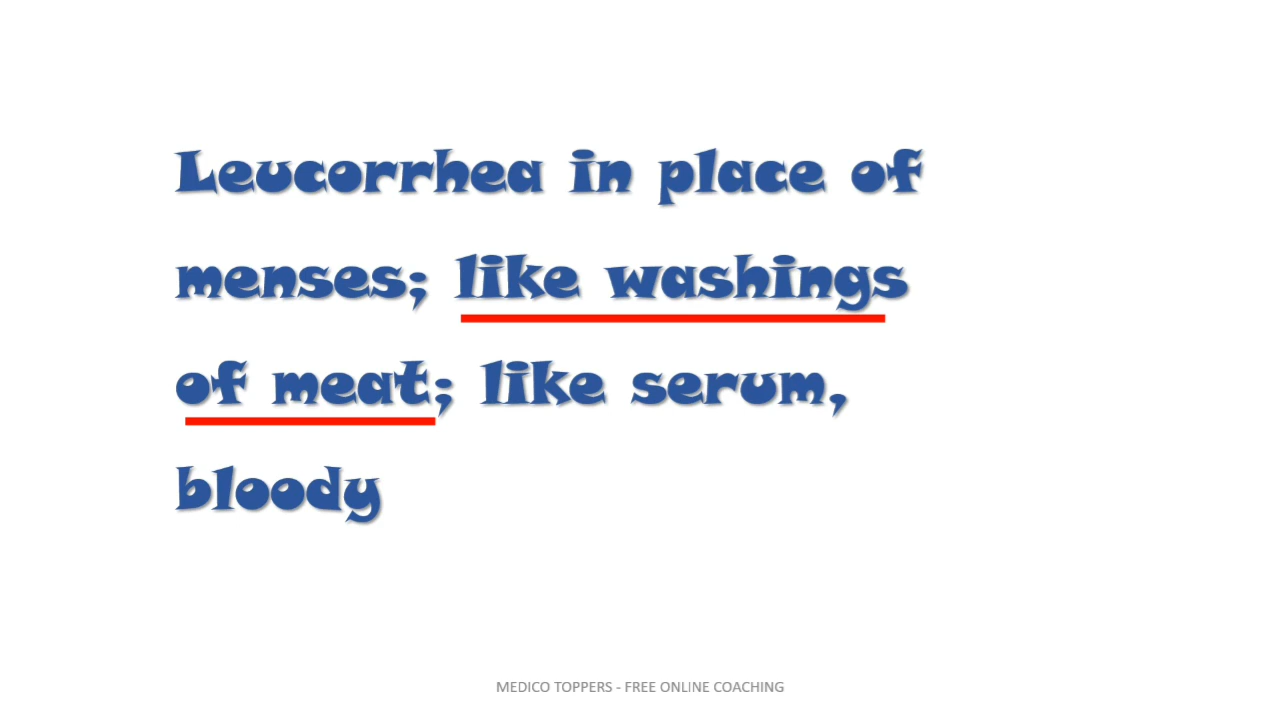 Leucorrhea in place of
menses; like washings
of meat; like serum,
bloody
MEDICO TOPPERS - FREE ONLINE COACHING